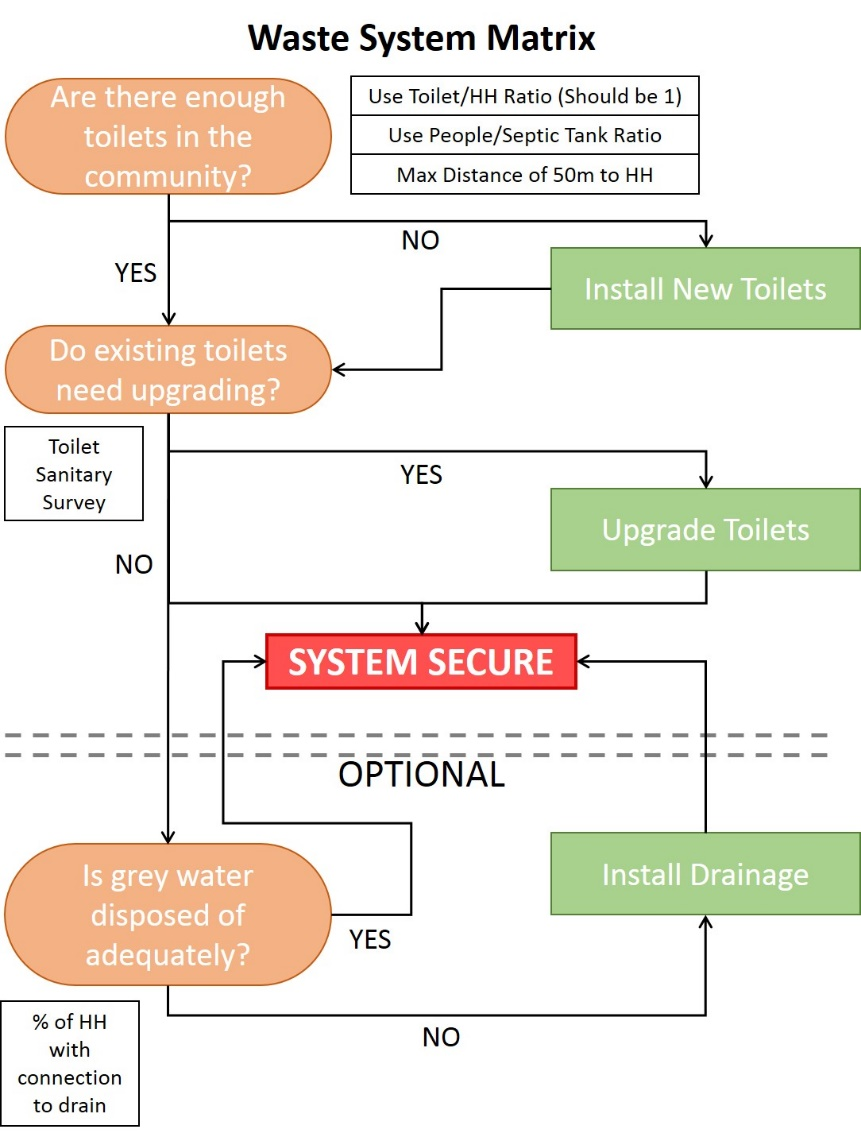 Waste System Matrix
Are there enough
toilets in the
community?
Use Toilet/HH Ratio (Should be 1)
Use People/Septic Tank Ratio
Max Distance of 50m to HH
NO
YES
Install New Toilets
Do existing toilets
need upgrading?
Toilet
Sanitary
Survey
YES
Upgrade Toilets
NO
SYSTEM SECURE
OPTIONAL
Is grey water
disposed of
adequately?
Install Drainage
YES
% of HH
with
connection
to drain
NO